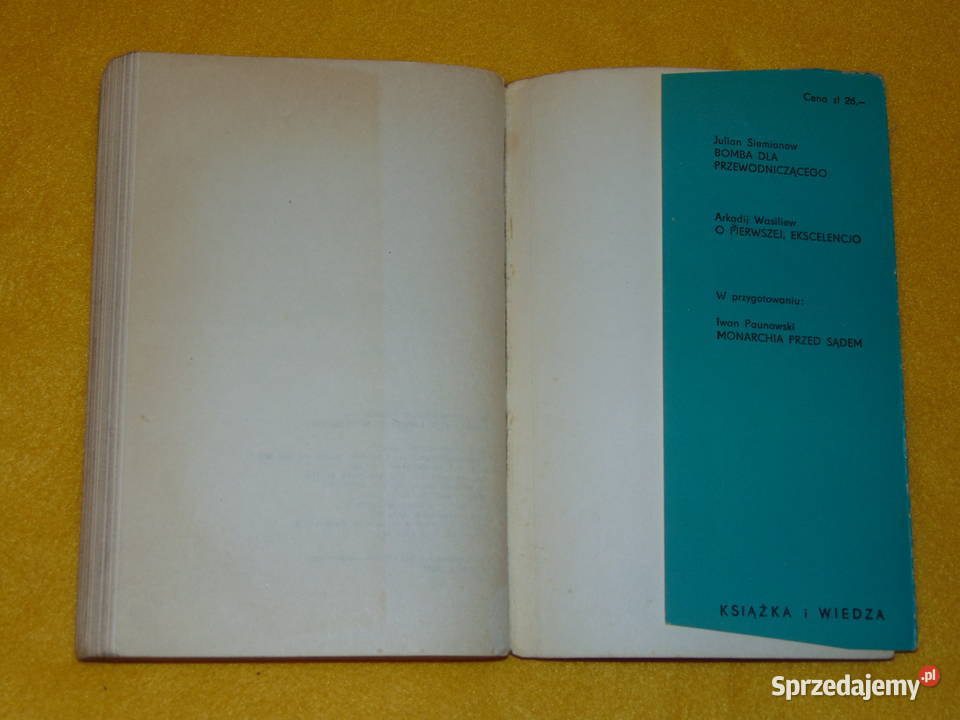 Cena zł 26,—
Julian Siemionow
BOMBA DLA
PRZEWODNICZĄCEGO
Arkadij Wasiliew
O PIERWSZEJ, EKSCELENCJO
W przygotowaniu:
Iwan Paunowski
MONARCHIA PRZED SĄDEM
KSIĄŻKA i WIEDZA
Sprzedajemy.pl